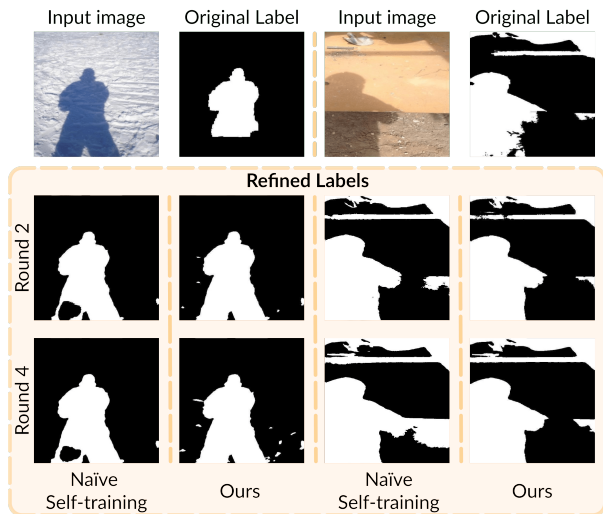 Input image
Original Label
Input image
Original Label
Refined Labels
Round 2
Round 4
Naïve
Self-training
Ours
Naïve
Self-training
Ours